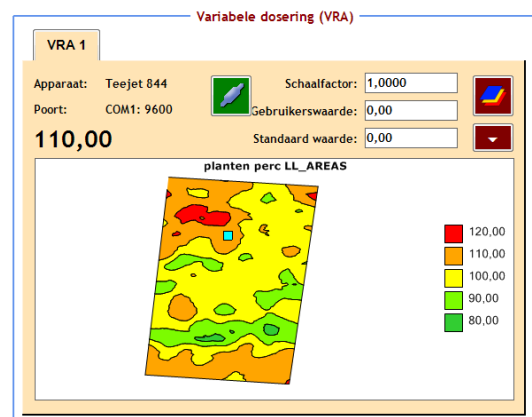 Variabele dosering (VRA)
VRA 1
Apparaat: Teejet 844
Schaalfactor: 1,0000
Poort: COM1: 9600
Gebruikerswaarde: 0,00
110,00
Standaard waarde: 0,00
planten perc LL_AREAS
120,00
110,00
100,00
90,00
80,00